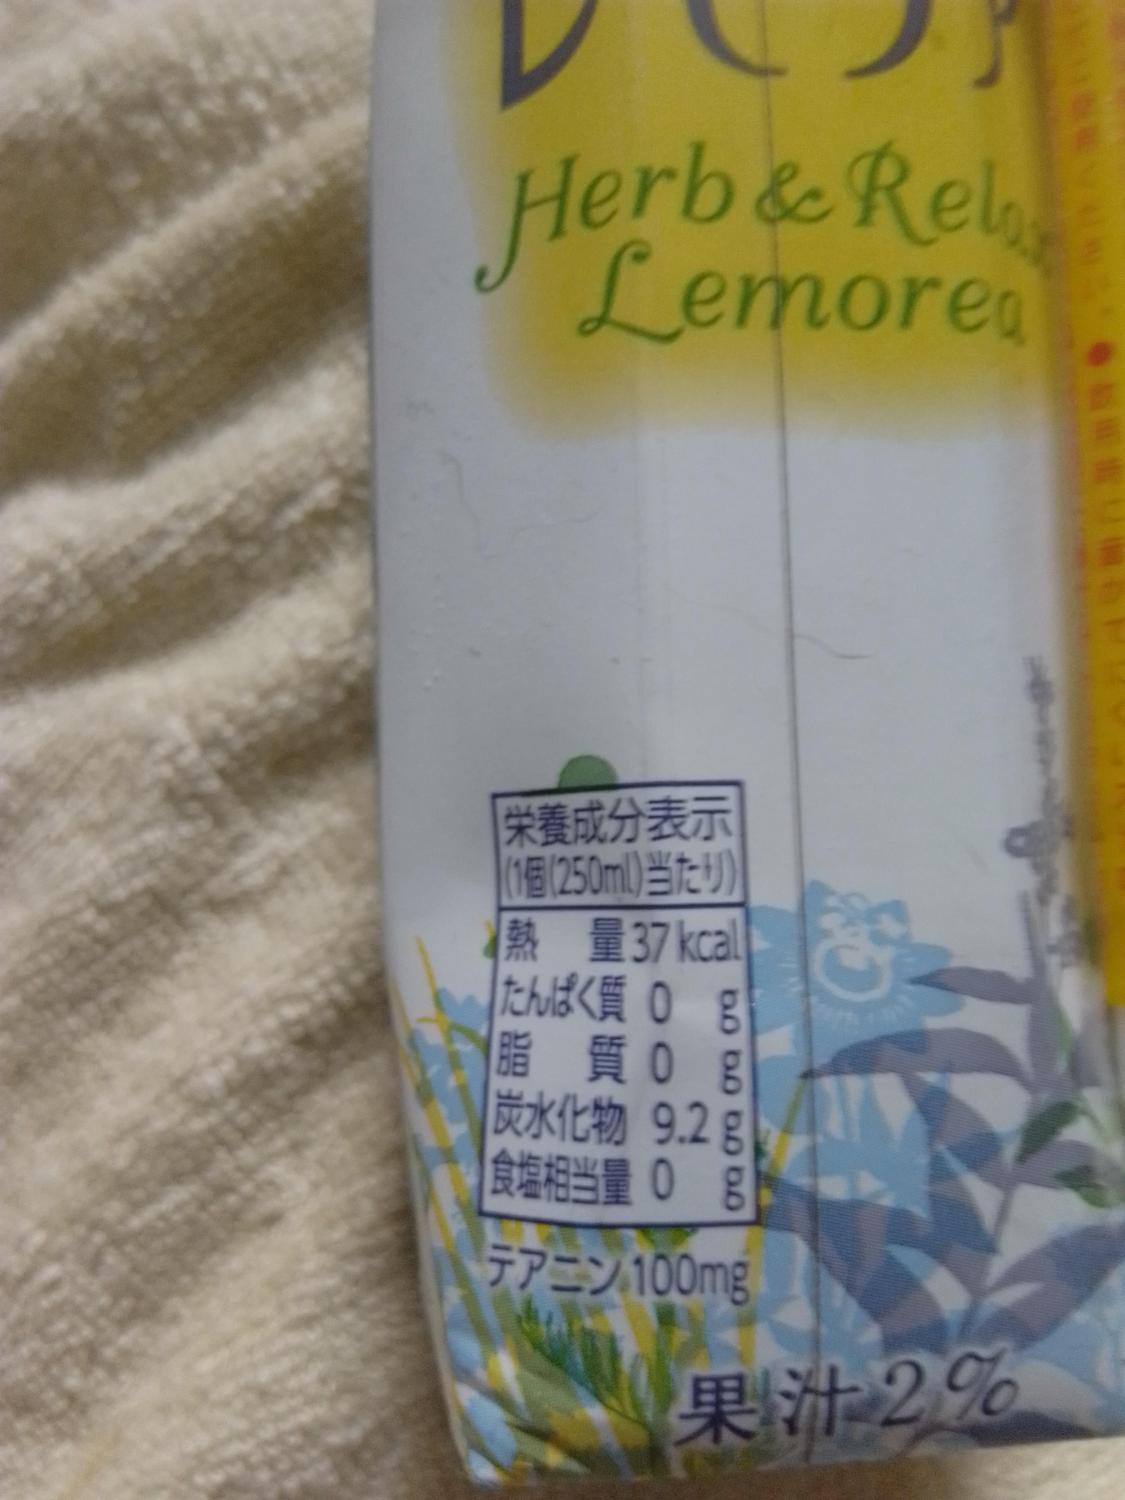 Herb & Relax
Lemorea
栄養成分表示
(1個(250ml)当たり)
熱量 37 kcal
たんぱく質 0 g
脂質 0 g
炭水化物 9.2 g
食塩相当量 0 g
テアニン 100mg
果汁2%